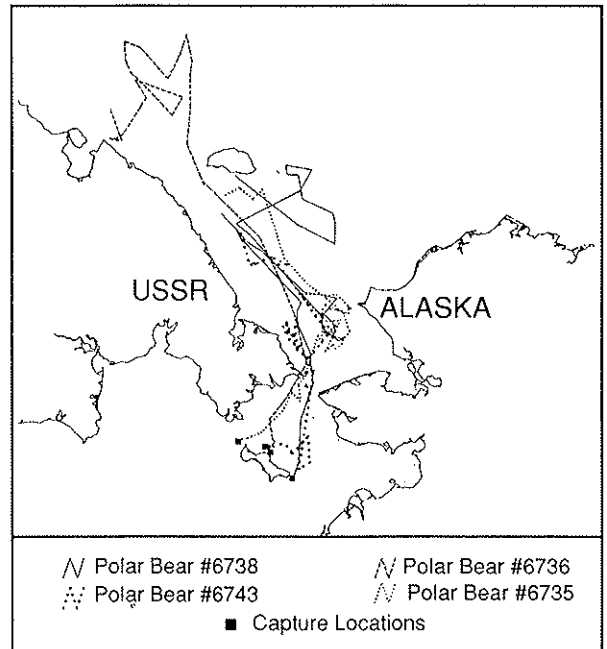 USSR
ALASKA
Polar Bear #6738
Polar Bear #6736
Polar Bear #6743
Polar Bear #6735
Capture Locations